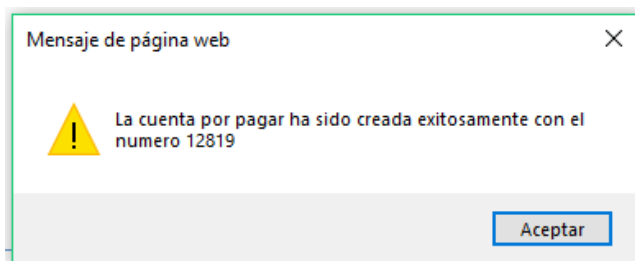 Mensaje de página web
La cuenta por pagar ha sido creada exitosamente con el
numero 12819
Aceptar